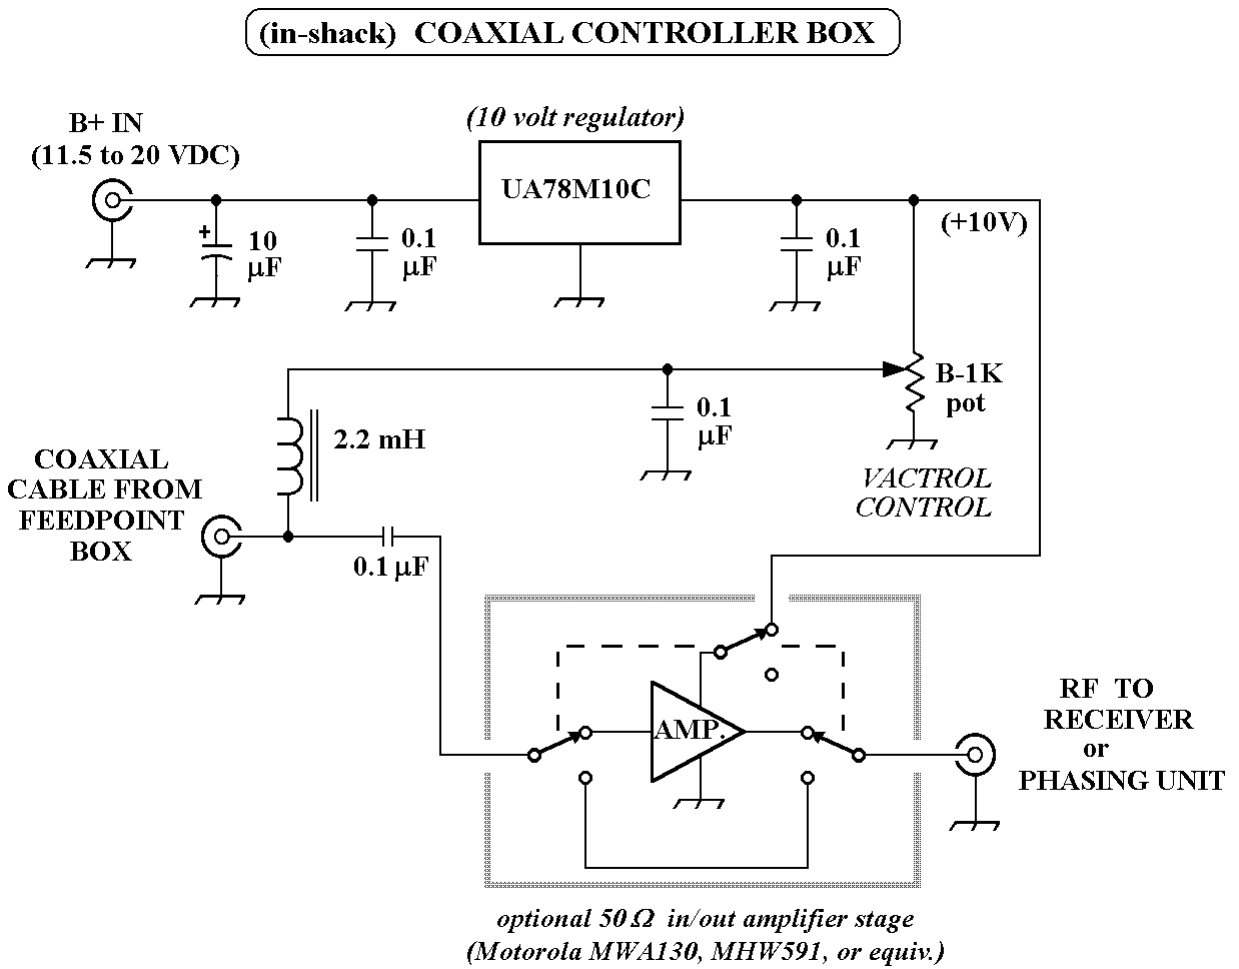 (in-shack) COAXIAL CONTROLLER BOX
B+ IN
(11.5 to 20 VDC)
(10 volt regulator)
UA78M10C
(+10V)
+
10
µF
0.1
µF
0.1
µF
B-1K
pot
0.1
µF
VACTROL
CONTROL
2.2 mH
COAXIAL
CABLE FROM
FEEDPOINT
BOX
0.1 µF
AMP.
RF TO
RECEIVER
or
PHASING UNIT
optional 50 Ω in/out amplifier stage
(Motorola MWA130, MHW591, or equiv.)